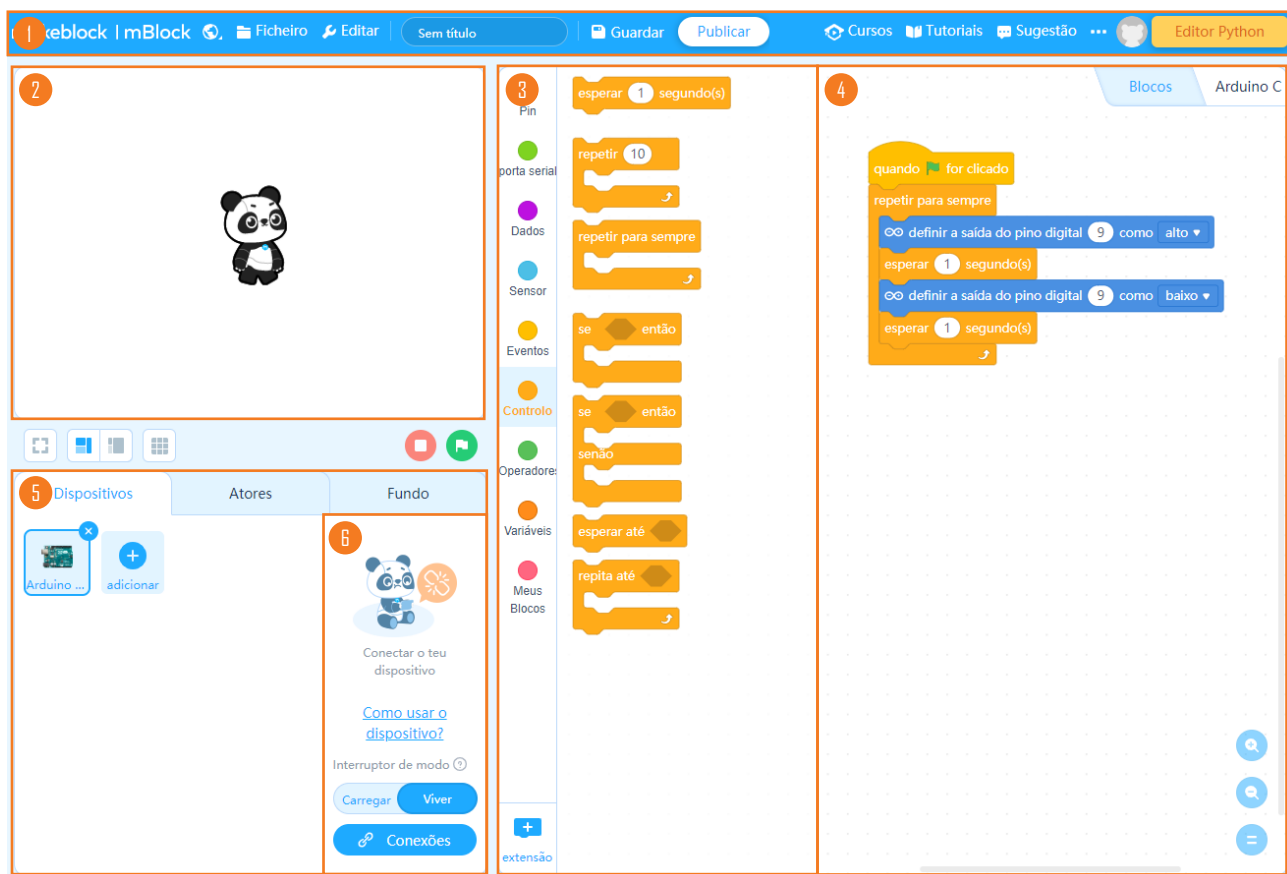 1
keblock | mBlock
Ficheiro
Editar
Sem título
Guardar
Publicar
Cursos
Tutoriais
Sugestão
Editor Python
2
3
Pin
porta serial
Dados
Sensor
Eventos
Controlo
Operadores
Variáveis
Meus
Blocos
extensão
esperar 1 segundo(s)
repetir 10
repetir para sempre
se então
se então
senão
esperar até
repita até
4
Blocos
Arduino C
quando for clicado
repetir para sempre
definir a saída do pino digital 9 como alto
esperar 1 segundo(s)
definir a saída do pino digital 9 como baixo
esperar 1 segundo(s)
5
Dispositivos
Atores
Fundo
Arduino ...
adicionar
6
Conectar o teu
dispositivo
Como usar o
dispositivo?
Interruptor de modo ?
Carregar
Viver
Conexões